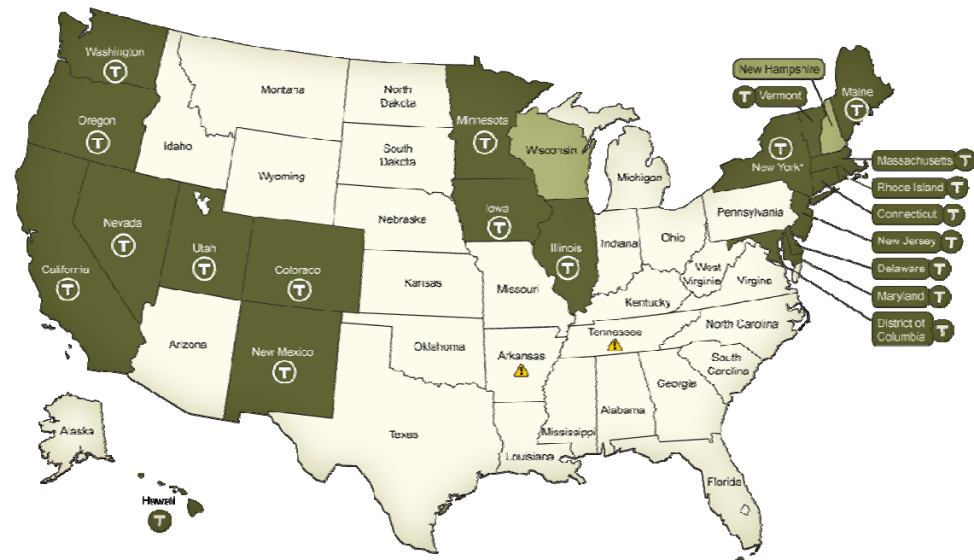 Washington
T
Oregon
T
California
T
Nevada
T
Idaho
Montana
Wyoming
Utah
T
Coloraco
T
Arizona
New Mexico
T
North
Dakota
South
Dakota
Nebraska
Kansas
Oklahoma
Texas
Minnesota
T
Iowa
T
Missouri
Arkansas
!
Louisiana
Wisconsin
Illinois
T
Michigan
Indiana
Ohio
Kentucky
Tennessee
!
Mississippi
Alabama
Georgia
Florida
South
Carolina
North Carolina
West
Virginia
Virginia
Pennsylvania
T
New York*
New Hampshire
T Vermont
Maine
T
Massachusetts T
Rhode Island T
Connecticut T
New Jersey T
Delaware T
Maryland T
District of
Columbia T
Alaska
Hawaii
T